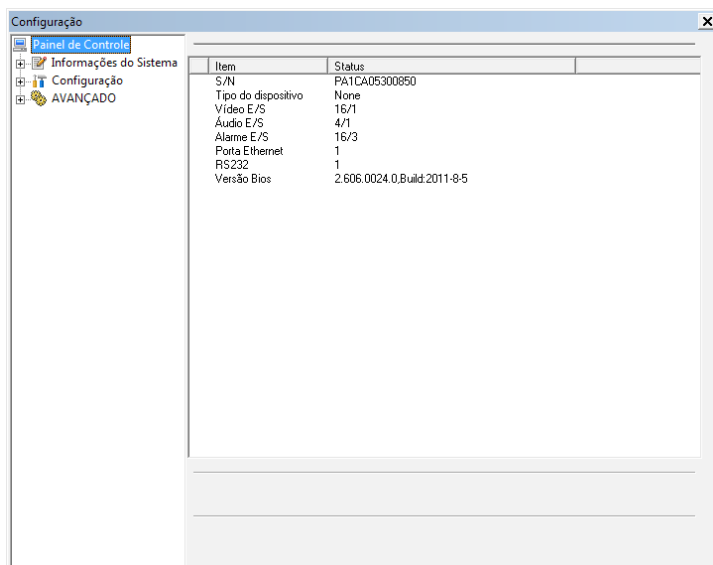 Configuração
Painel de Controle
Informações do Sistema
Configuração
AVANÇADO
Item Status
S/N PA1CA05300850
Tipo do dispositivo None
Vídeo E/S 16/1
Áudio E/S 4/1
Alarme E/S 16/3
Porta Ethernet 1
RS232 1
Versão Bios 2.606.0024.0,Build:2011-8-5